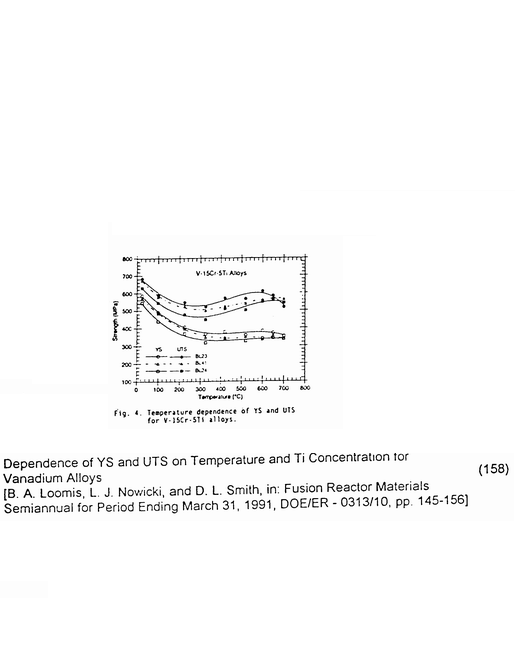 800
700
600
500
400
300
200
100
Strength (MPa)
V-15Cr-5Ti Alloys
YS UTS
BL23
BL24
0 100 200 300 400 500 600 700 800
Temperature (°C)
Fig. 4. Temperature dependence of YS and UTS
for V-15Cr-5Ti alloys.
Dependence of YS and UTS on Temperature and Ti Concentration for
Vanadium Alloys
(158)
[B. A. Loomis, L. J. Nowicki, and D. L. Smith, in: Fusion Reactor Materials
Semiannual for Period Ending March 31, 1991, DOE/ER - 0313/10, pp. 145-156]